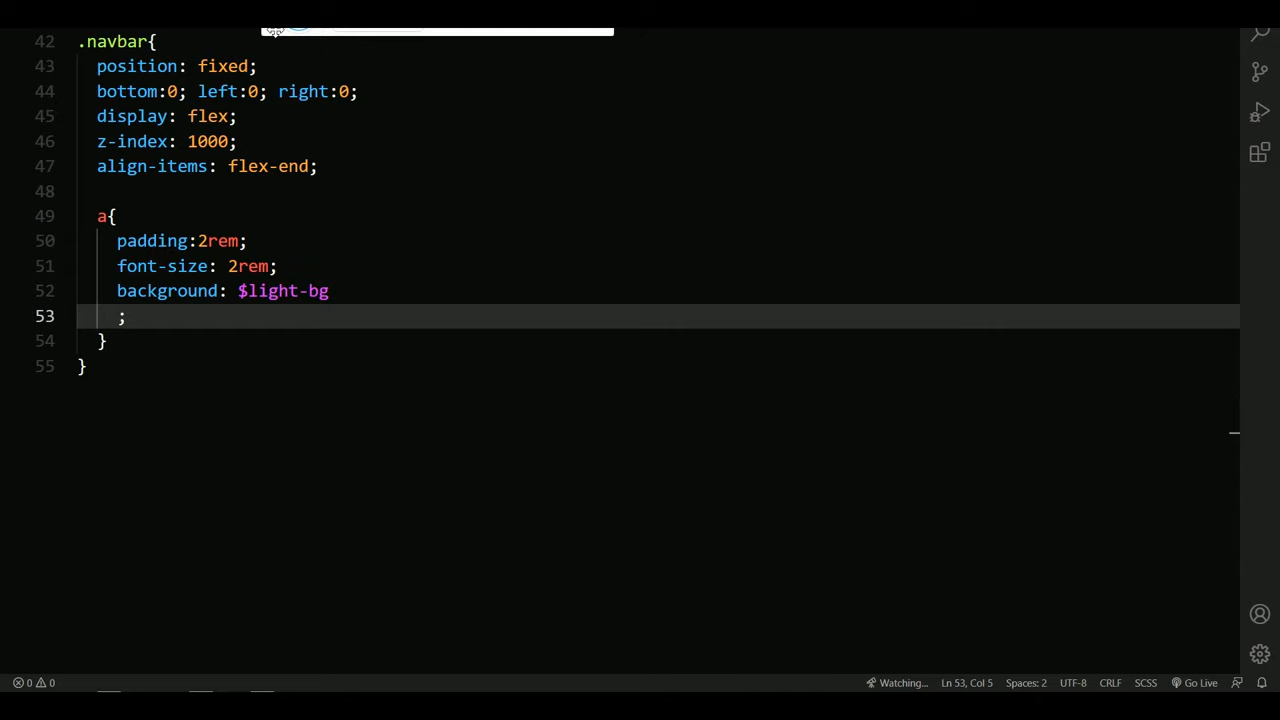 42 .navbar{
43 position: fixed;
44 bottom:0; left:0; right:0;
45 display: flex;
46 z-index: 1000;
47 align-items: flex-end;
48
49 a{
50 padding:2rem;
51 font-size: 2rem;
52 background: $light-bg
53 ;
54 }
55 }
0 0 Watching... Ln 53, Col 5 Spaces: 2 UTF-8 CRLF SCSS Go Live